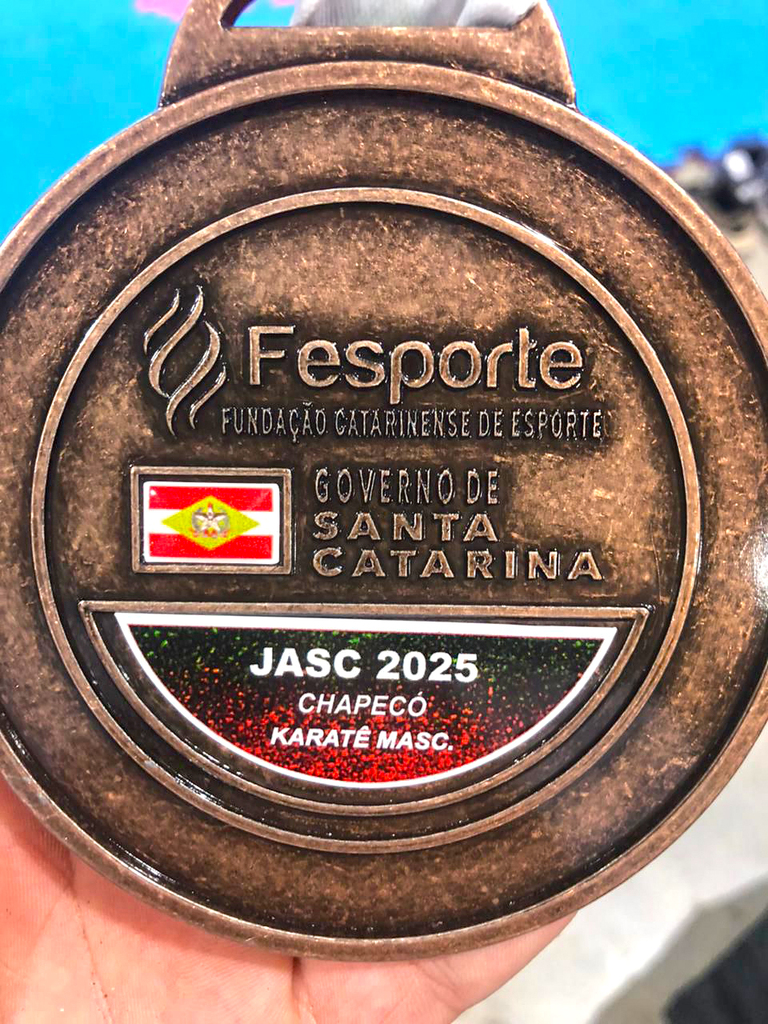 Fesporte
FUNDAÇÃO CATARINENSE DE ESPORTE
GOVERNO DE
SANTA
CATARINA
JASC 2025
CHAPECÓ
KARATÊ MASC.